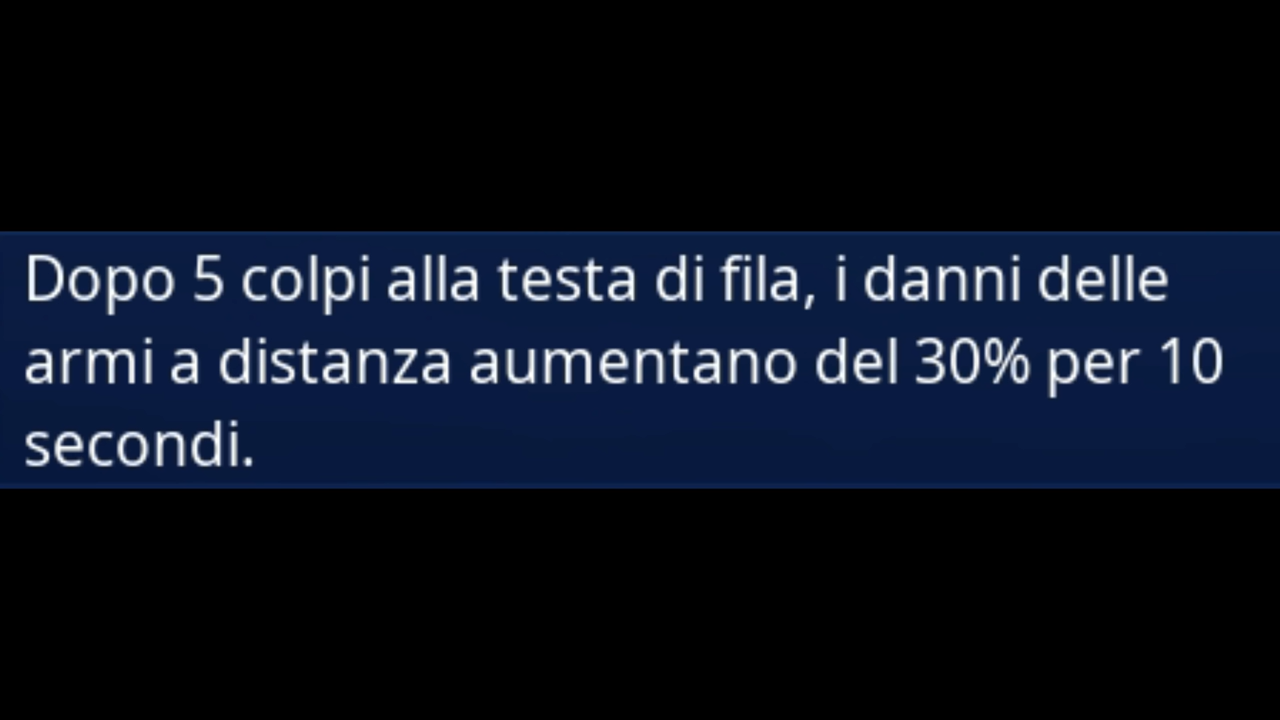 Dopo 5 colpi alla testa di fila, i danni delle
armi a distanza aumentano del 30% per 10
secondi.